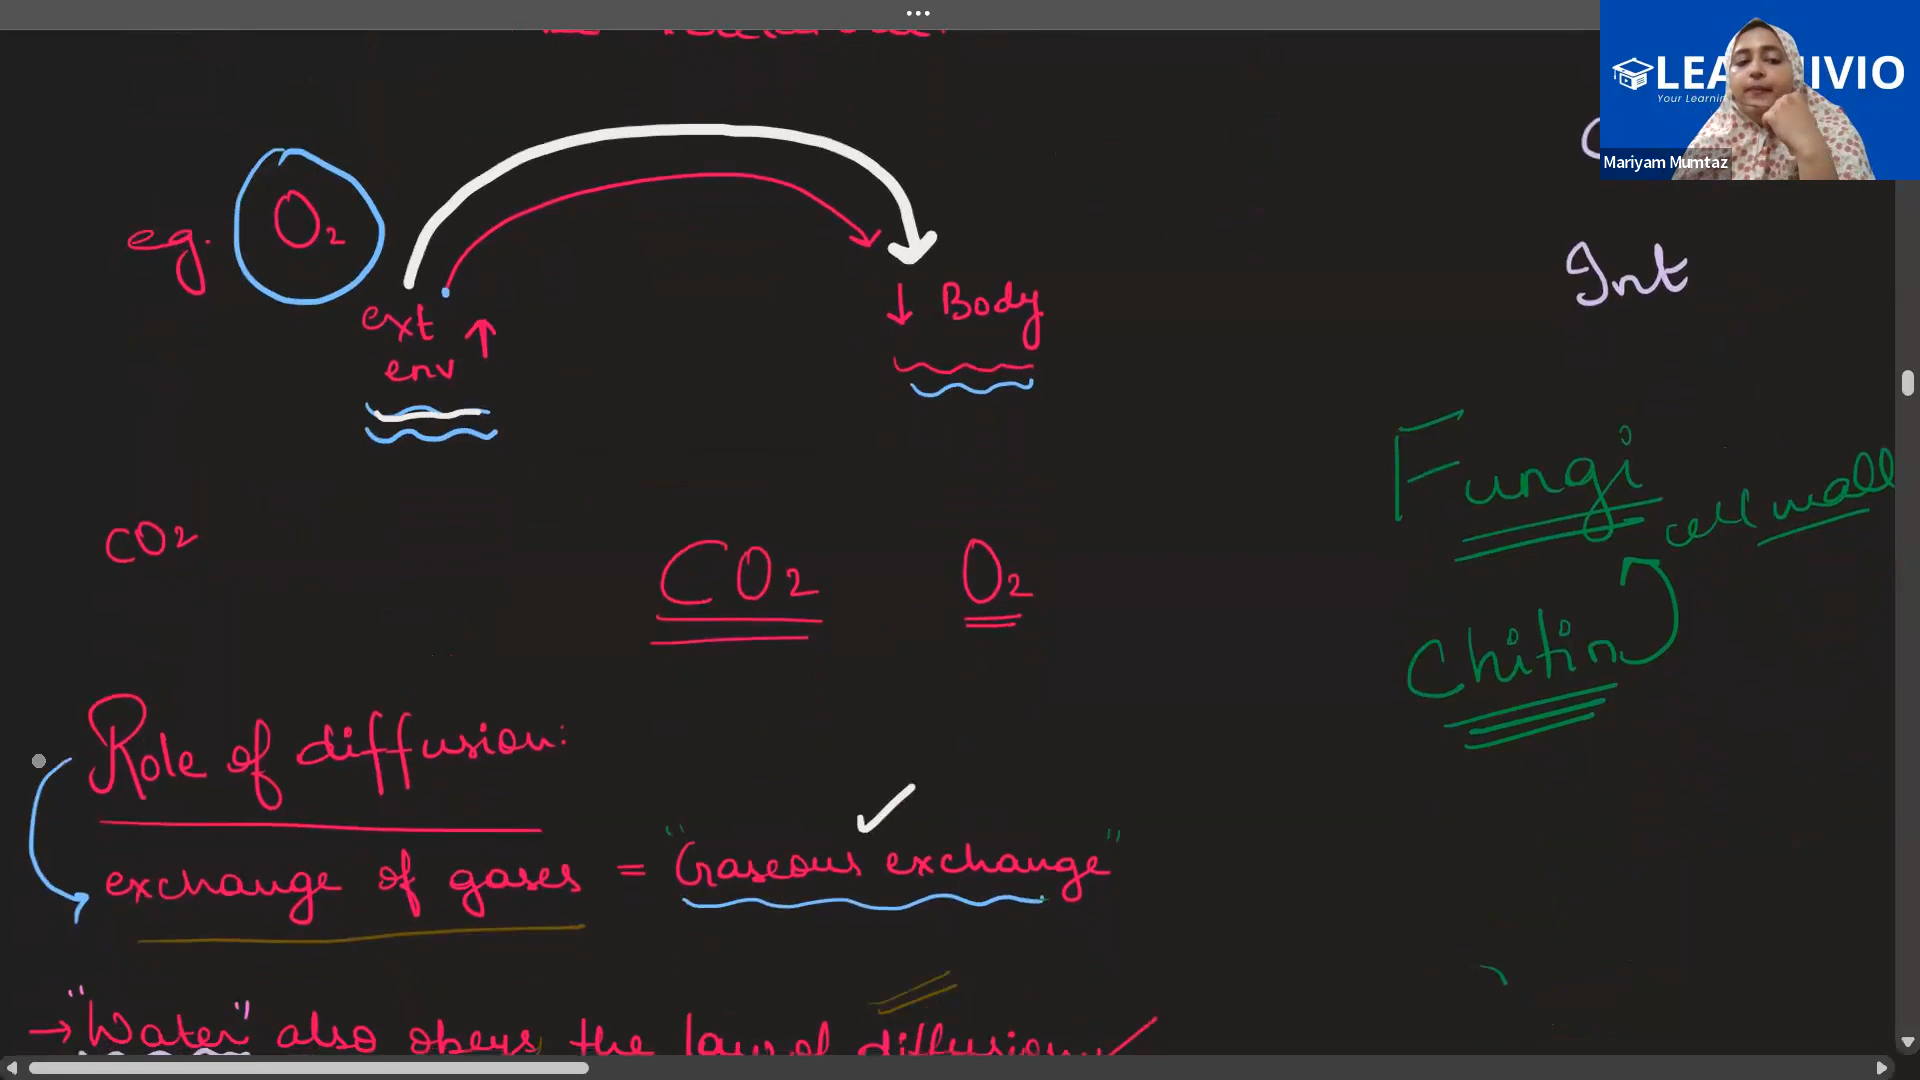 LEA IVIO
Your Learnin
Mariyam Mumtaz
eg. O2
ext ↑
env
↓ Body
Int
Fungi
cell wall
CO2
CO2 O2
Chitin
Role of diffusion:
exchange of gases = "Gaseous exchange"
→ "Water" also obeys the law of diffusion